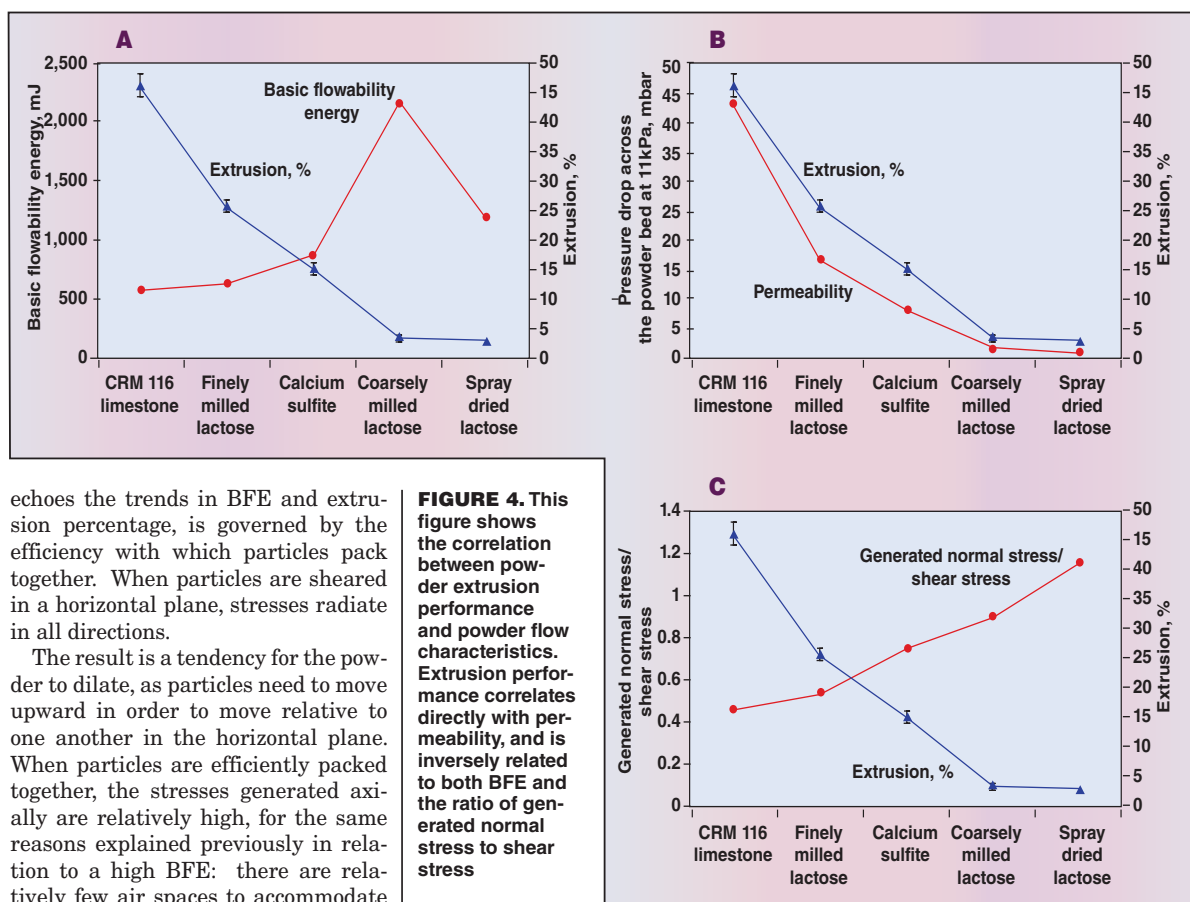 A
Basic flowability energy, mJ
2,500
2,000
1,500
1,000
500
0
Basic flowability
energy
Extrusion, %
50
15
40
35
30
25
20
15
10
5
0
Extrusion, %
CRM 116
limestone
Finely
milled
lactose
Calcium
sulfite
Coarsely
milled
lactose
Spray
dried
lactose
B
Pressure drop across
the powder bed at 11kPa, mbar
50
45
40
35
30
25
20
15
10
5
0
Extrusion, %
Permeability
50
15
40
35
30
25
20
15
10
5
0
Extrusion, %
CRM 116
limestone
Finely
milled
lactose
Calcium
sulfite
Coarsely
milled
lactose
Spray
dried
lactose
echoes the trends in BFE and extru-
sion percentage, is governed by the
efficiency with which particles pack
together. When particles are sheared
in a horizontal plane, stresses radiate
in all directions.
The result is a tendency for the pow-
der to dilate, as particles need to move
upward in order to move relative to
one another in the horizontal plane.
When particles are efficiently packed
together, the stresses generated axi-
ally are relatively high, for the same
reasons explained previously in rela-
tion to a high BFE: there are rela-
tively few air spaces to accommodate
FIGURE 4. This
figure shows
the correlation
between pow-
der extrusion
performance
and powder flow
characteristics.
Extrusion perfor-
mance correlates
directly with per-
meability, and is
inversely related
to both BFE and
the ratio of gen-
erated normal
stress to shear
stress
C
Generated normal stress/
shear stress
1.4
1.2
1
0.8
0.6
0.4
0.2
0
Generated normal stress/
shear stress
Extrusion, %
50
15
40
35
30
25
20
15
10
5
0
Extrusion, %
CRM 116
limestone
Finely
milled
lactose
Calcium
sulfite
Coarsely
milled
lactose
Spray
dried
lactose